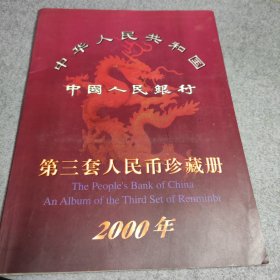 中华人民共和国
中國人民銀行
第三套人民币珍藏册
The People's Bank of China
An Album of the Third Set of Renminbi
2000年